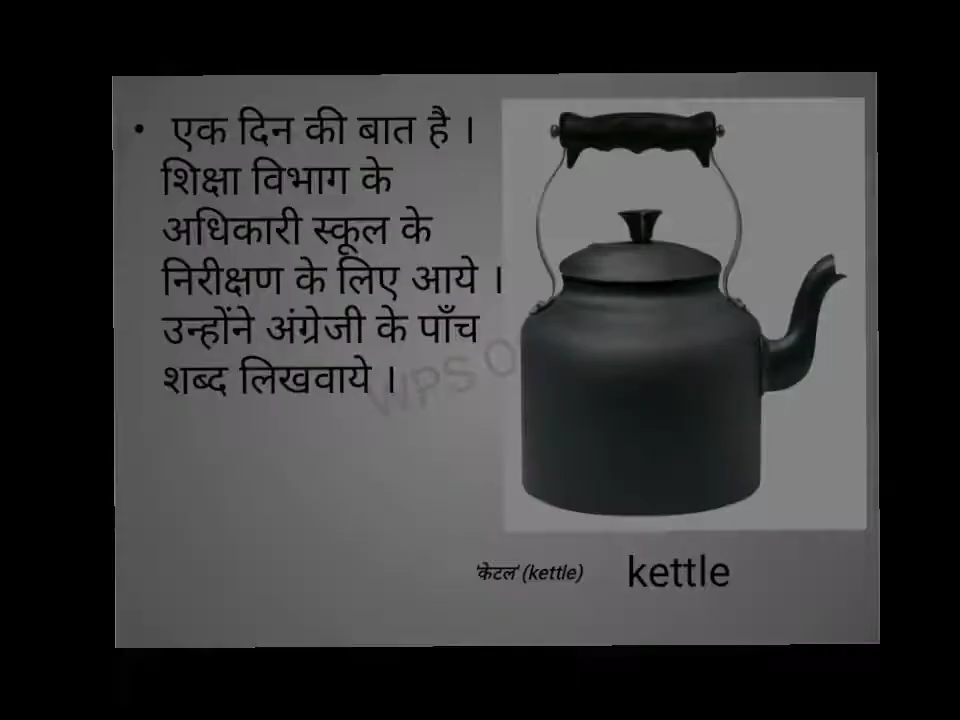 • एक दिन की बात है ।
शिक्षा विभाग के
अधिकारी स्कूल के
निरीक्षण के लिए आये ।
उन्होंने अंग्रेजी के पाँच
शब्द लिखवाये ।
'केटल' (kettle)
kettle